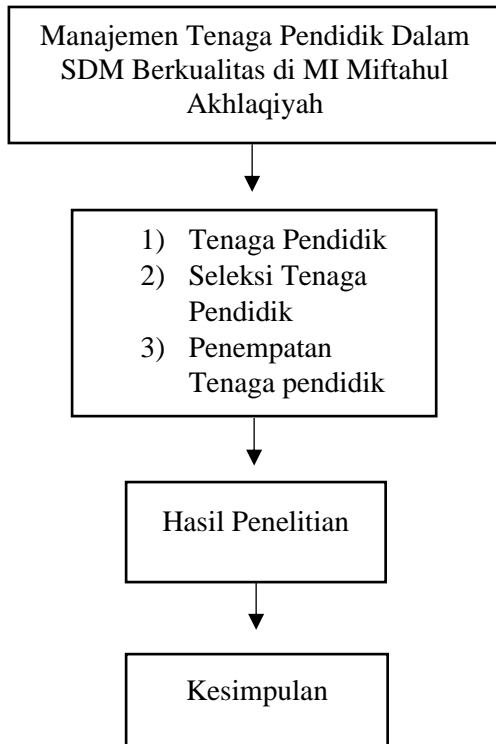 Manajemen Tenaga Pendidik Dalam
SDM Berkualitas di MI Miftahul
Akhlaqiyah
1) Tenaga Pendidik
2) Seleksi Tenaga
Pendidik
3) Penempatan
Tenaga pendidik
Hasil Penelitian
Kesimpulan